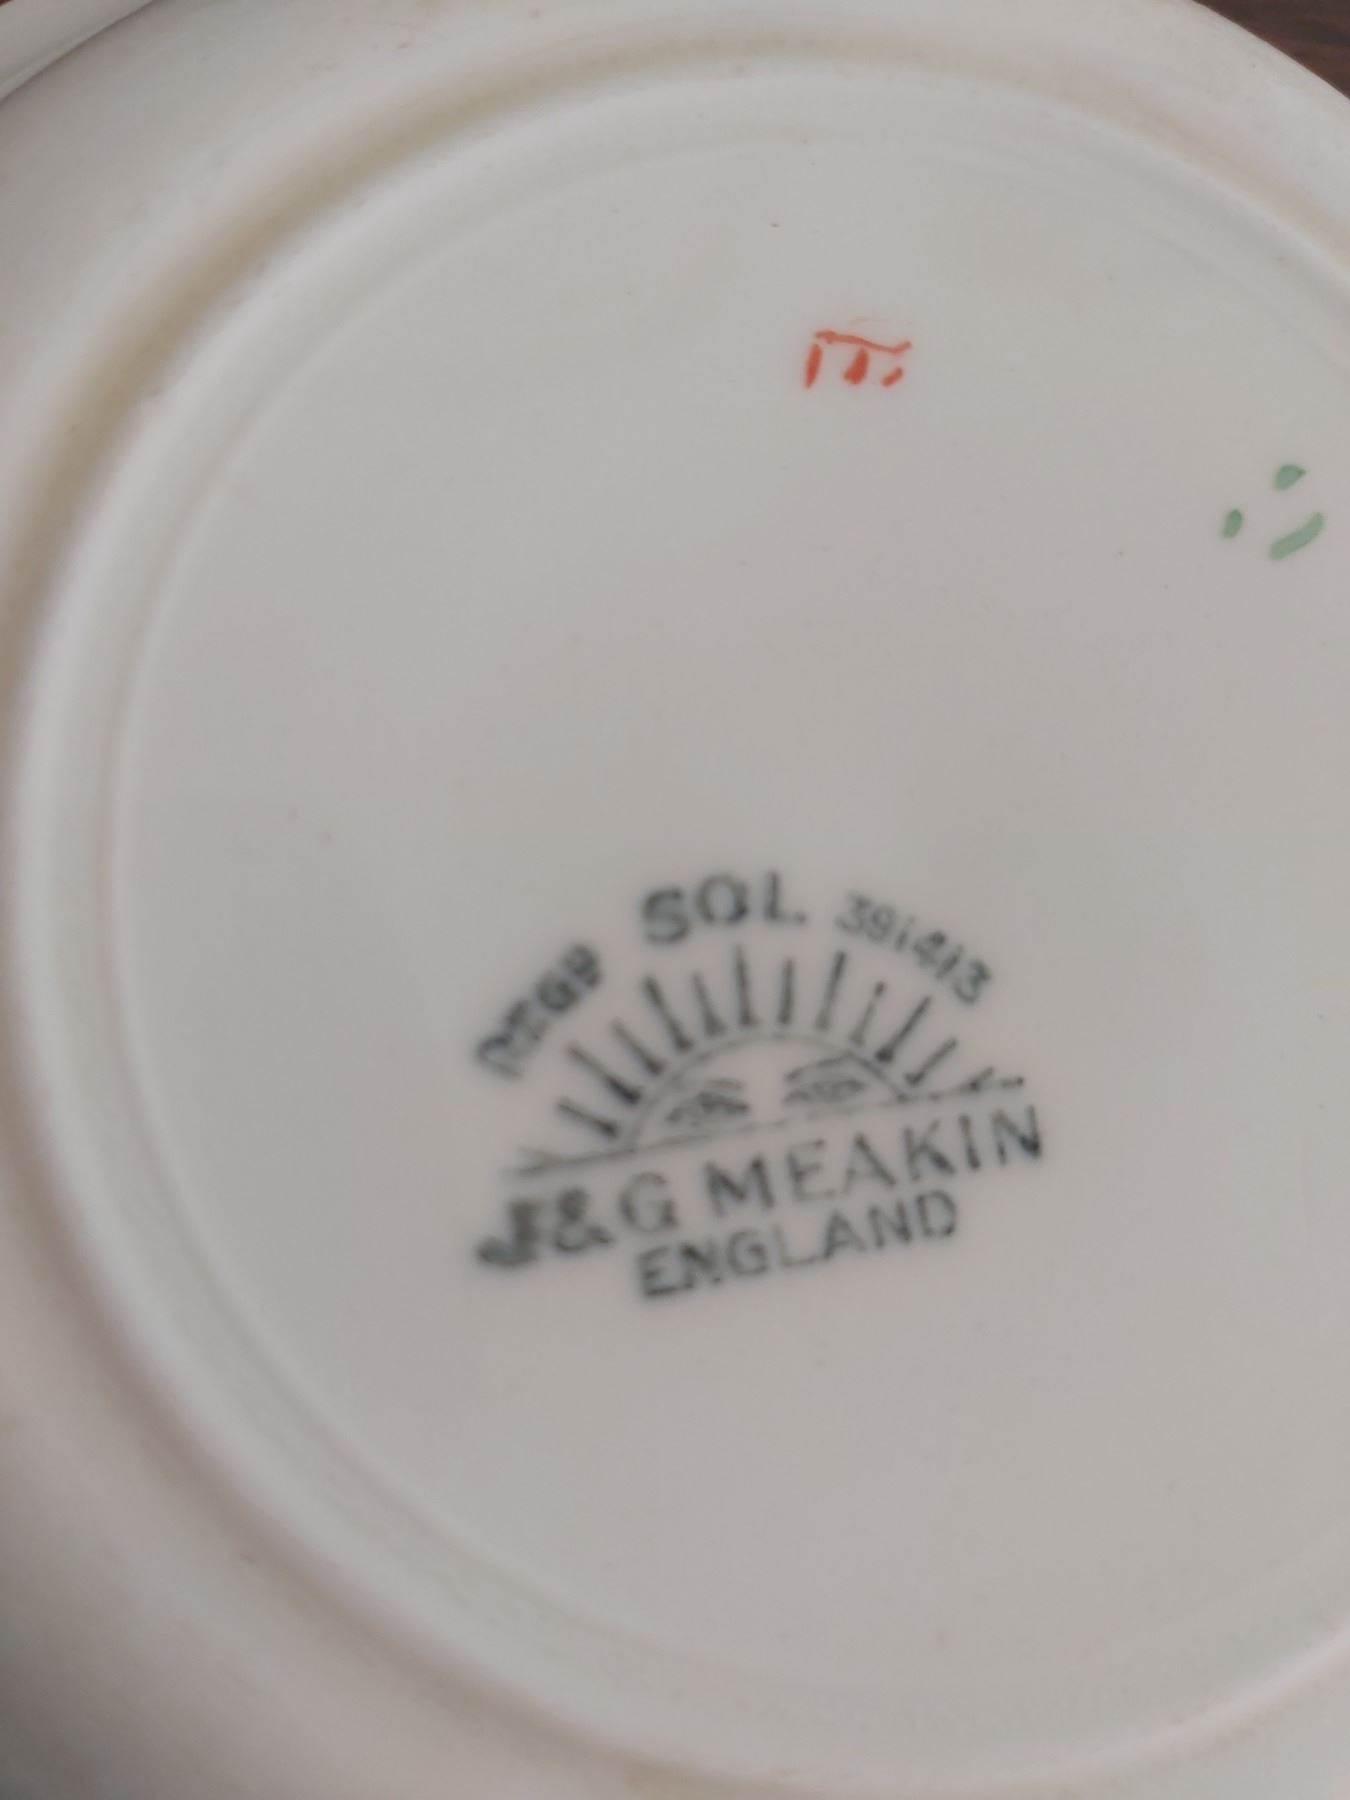 REGD SOL 391413
J&G MEAKIN
ENGLAND